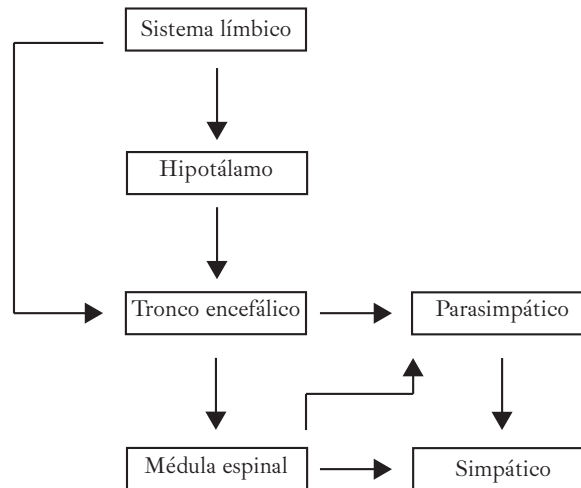 Sistema límbico
Hipotálamo
Tronco encefálico
Parasimpático
Médula espinal
Simpático